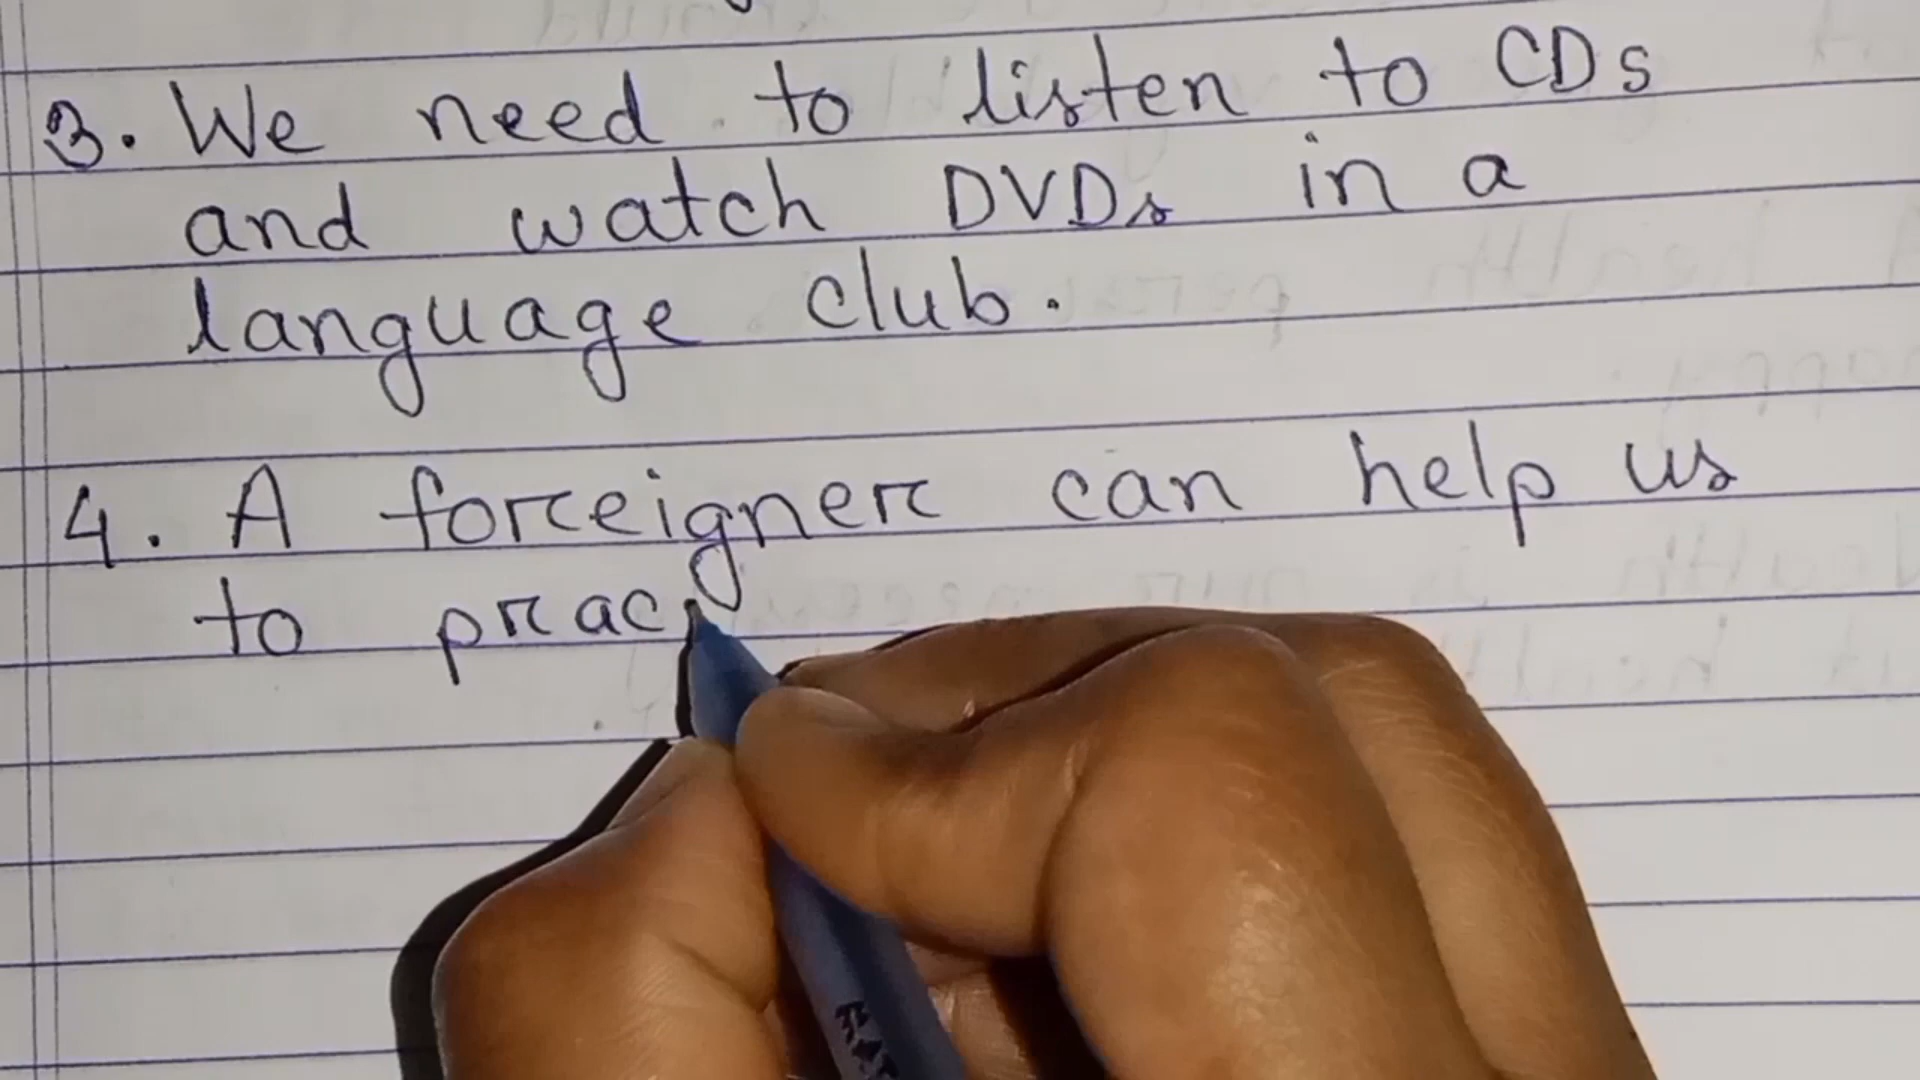 3. We need to listen to CDs
and watch DVDs in a
language club.
4. A foreigner can help us
to prac